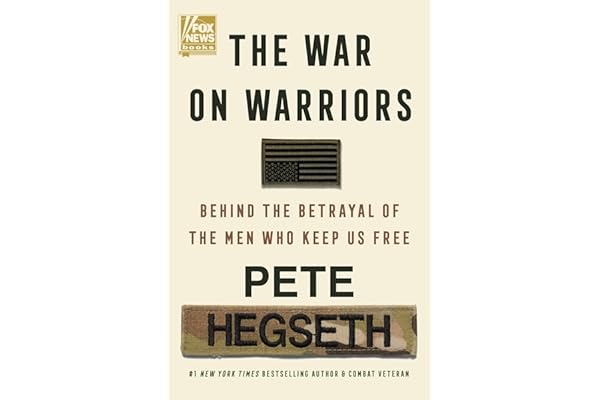 FOX
NEWS
books
THE WAR
ON WARRIORS
BEHIND THE BETRAYAL OF
THE MEN WHO KEEP US FREE
PETE
HEGSETH
#1 NEW YORK TIMES BESTSELLING AUTHOR & COMBAT VETERAN